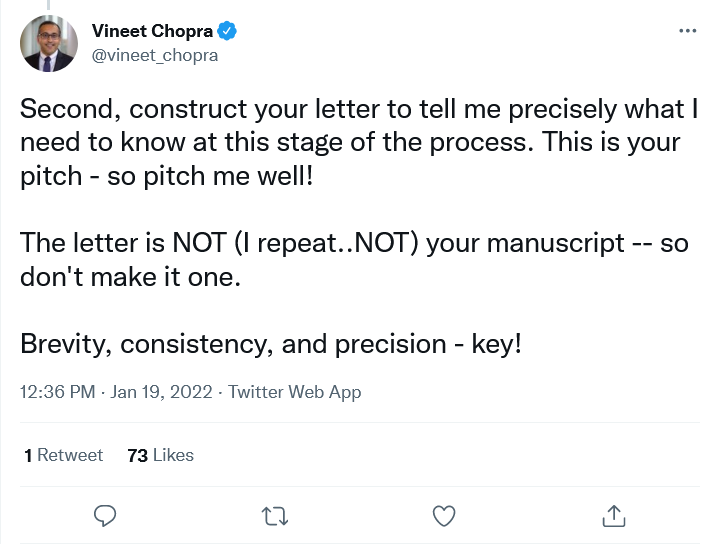 Vineet Chopra
@vineet_chopra
Second, construct your letter to tell me precisely what I
need to know at this stage of the process. This is your
pitch - so pitch me well!
The letter is NOT (I repeat..NOT) your manuscript -- so
don't make it one.
Brevity, consistency, and precision - key!
12:36 PM · Jan 19, 2022 · Twitter Web App
1 Retweet 73 Likes